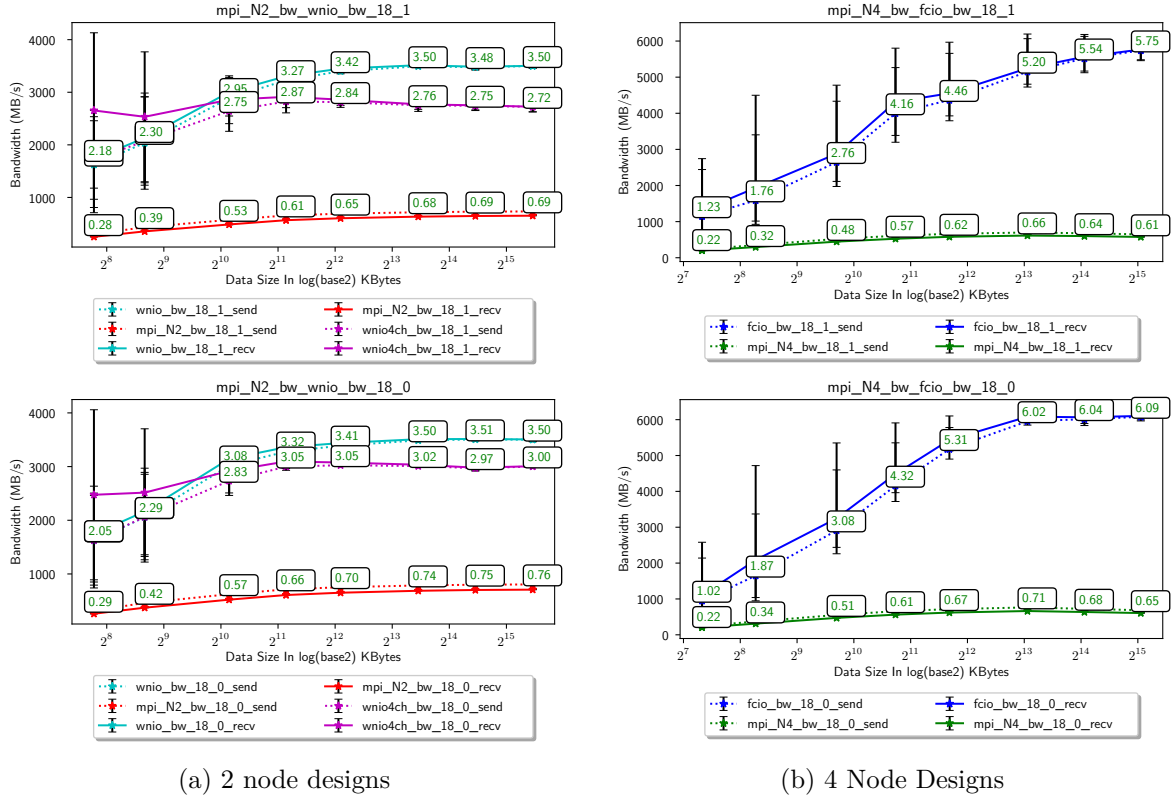 mpi_N2_bw_wnio_bw_18_1
Bandwidth (MB/s)
4000
3000
2000
1000
2.18
2.30
2.95
3.27
3.42
3.50
3.48
3.50
2.75
2.87
2.84
2.76
2.75
2.72
0.28
0.39
0.53
0.61
0.65
0.68
0.69
0.69
2^8 2^9 2^10 2^11 2^12 2^13 2^14 2^15
Data Size In log(base2) KBytes
wnio_bw_18_1_send
mpi_N2_bw_18_1_send
wnio_bw_18_1_recv
mpi_N2_bw_18_1_recv
wnio4ch_bw_18_1_send
wnio4ch_bw_18_1_recv
mpi_N4_bw_fcio_bw_18_1
Bandwidth (MB/s)
6000
5000
4000
3000
2000
1000
0
1.23
1.76
2.76
4.16
4.46
5.20
5.54
5.75
0.22
0.32
0.48
0.57
0.62
0.66
0.64
0.61
2^7 2^8 2^9 2^10 2^11 2^12 2^13 2^14 2^15
Data Size In log(base2) KBytes
fcio_bw_18_1_send
mpi_N4_bw_18_1_send
fcio_bw_18_1_recv
mpi_N4_bw_18_1_recv
mpi_N2_bw_wnio_bw_18_0
Bandwidth (MB/s)
4000
3000
2000
1000
2.05
2.29
3.08
3.32
3.41
3.50
3.51
3.50
2.83
3.05
3.05
3.02
2.97
3.00
0.29
0.42
0.57
0.66
0.70
0.74
0.75
0.76
2^8 2^9 2^10 2^11 2^12 2^13 2^14 2^15
Data Size In log(base2) KBytes
wnio_bw_18_0_send
mpi_N2_bw_18_0_send
wnio_bw_18_0_recv
mpi_N2_bw_18_0_recv
wnio4ch_bw_18_0_send
wnio4ch_bw_18_0_recv
mpi_N4_bw_fcio_bw_18_0
Bandwidth (MB/s)
6000
5000
4000
3000
2000
1000
0
1.02
1.87
3.08
4.32
5.31
6.02
6.04
6.09
0.22
0.34
0.51
0.61
0.67
0.71
0.68
0.65
2^7 2^8 2^9 2^10 2^11 2^12 2^13 2^14 2^15
Data Size In log(base2) KBytes
fcio_bw_18_0_send
mpi_N4_bw_18_0_send
fcio_bw_18_0_recv
mpi_N4_bw_18_0_recv
(a) 2 node designs
(b) 4 Node Designs